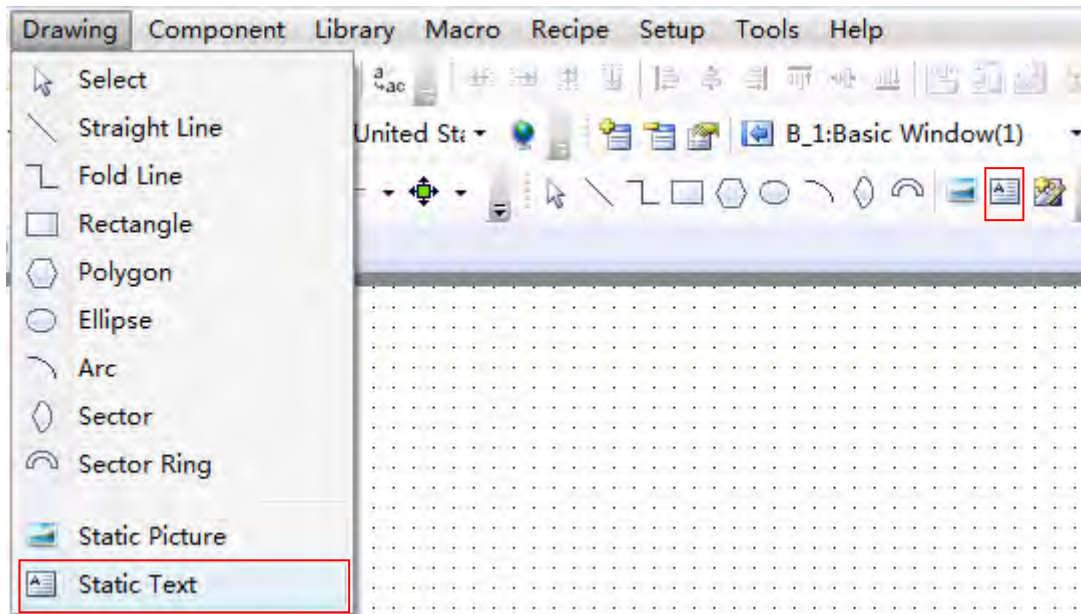 Drawing Component Library Macro Recipe Setup Tools Help
Select
Straight Line
United Sta B_1:Basic Window(1)
Fold Line
Rectangle
Polygon
Ellipse
Arc
Sector
Sector Ring
Static Picture
Static Text